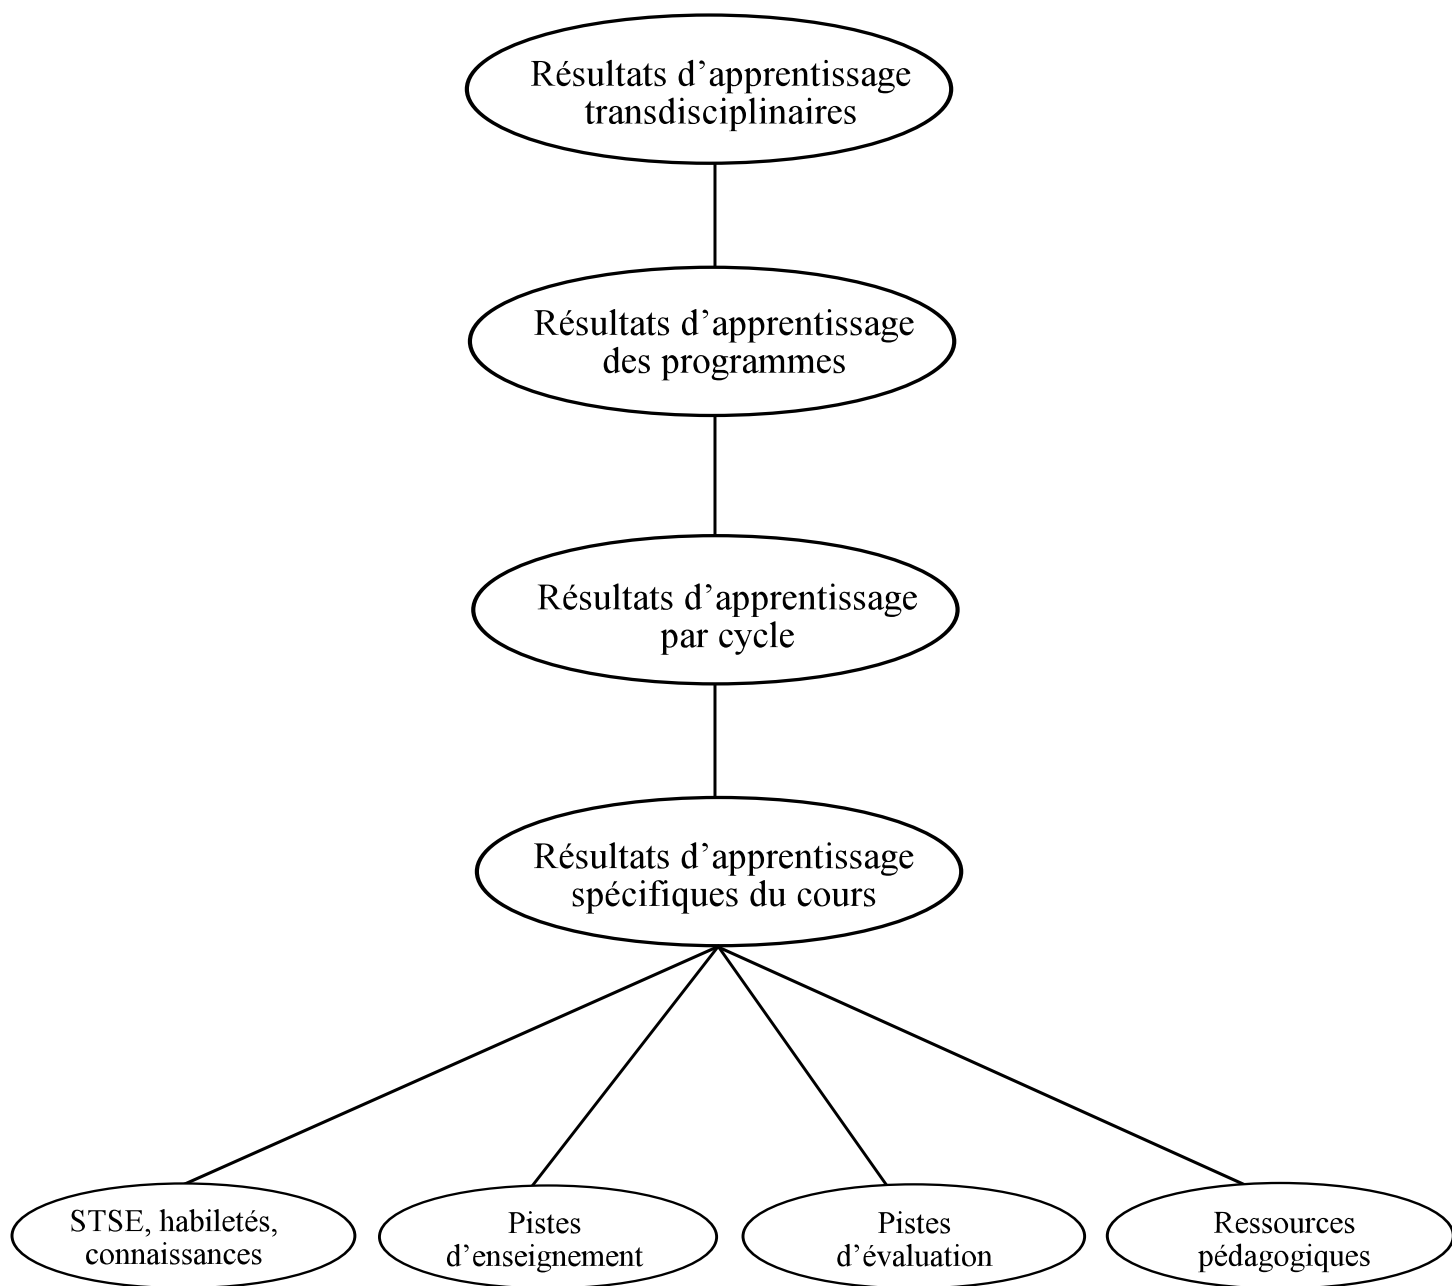 Résultats d’apprentissage
transdisciplinaires
Résultats d’apprentissage
des programmes
Résultats d’apprentissage
par cycle
Résultats d’apprentissage
spécifiques du cours
STSE, habiletés,
connaissances
Pistes
d’enseignement
Pistes
d’évaluation
Ressources
pédagogiques